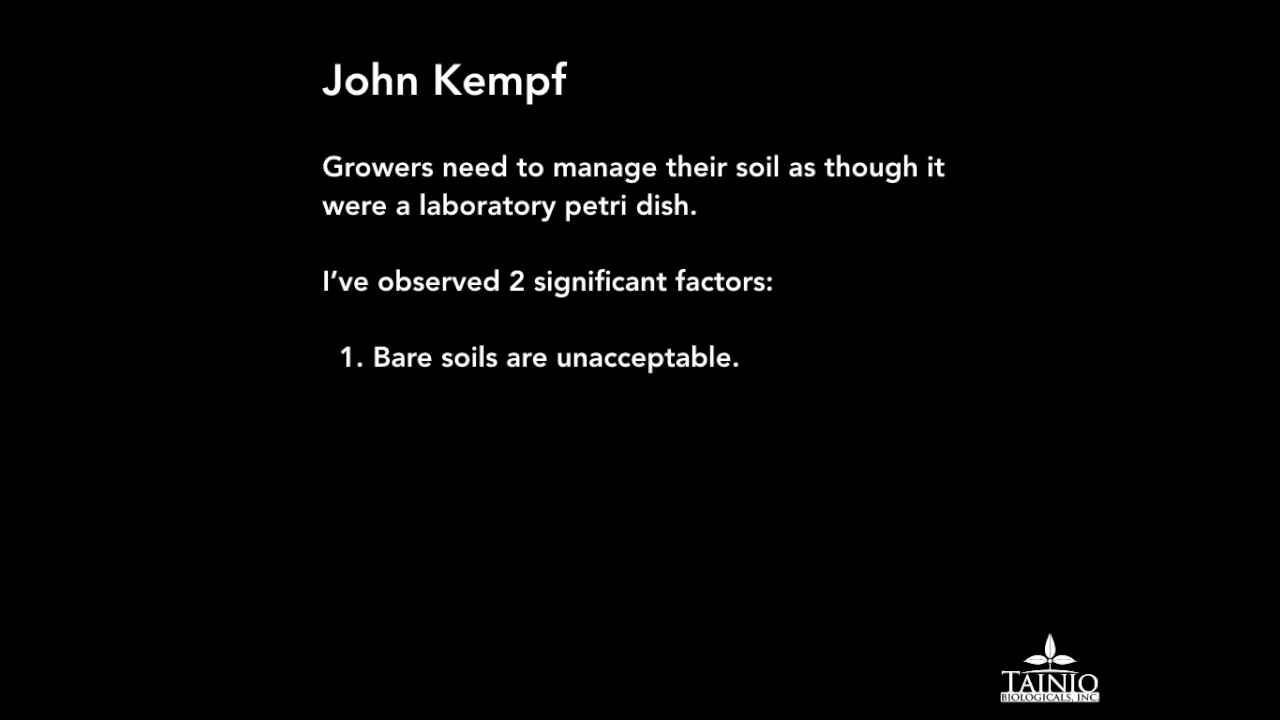 John Kempf
Growers need to manage their soil as though it
were a laboratory petri dish.
I’ve observed 2 significant factors:
1. Bare soils are unacceptable.
TAINIO
BIOLOGICALS, INC